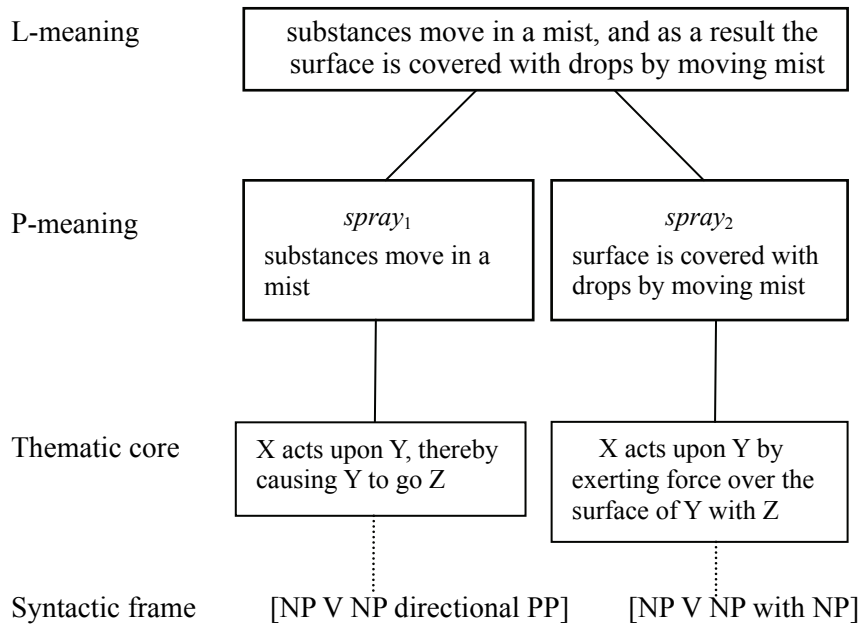 L-meaning
substances move in a mist, and as a result the
surface is covered with drops by moving mist
P-meaning
spray₁
substances move in a
mist
spray₂
surface is covered with
drops by moving mist
Thematic core
X acts upon Y, thereby
causing Y to go Z
X acts upon Y by
exerting force over the
surface of Y with Z
Syntactic frame
[NP V NP directional PP]
[NP V NP with NP]